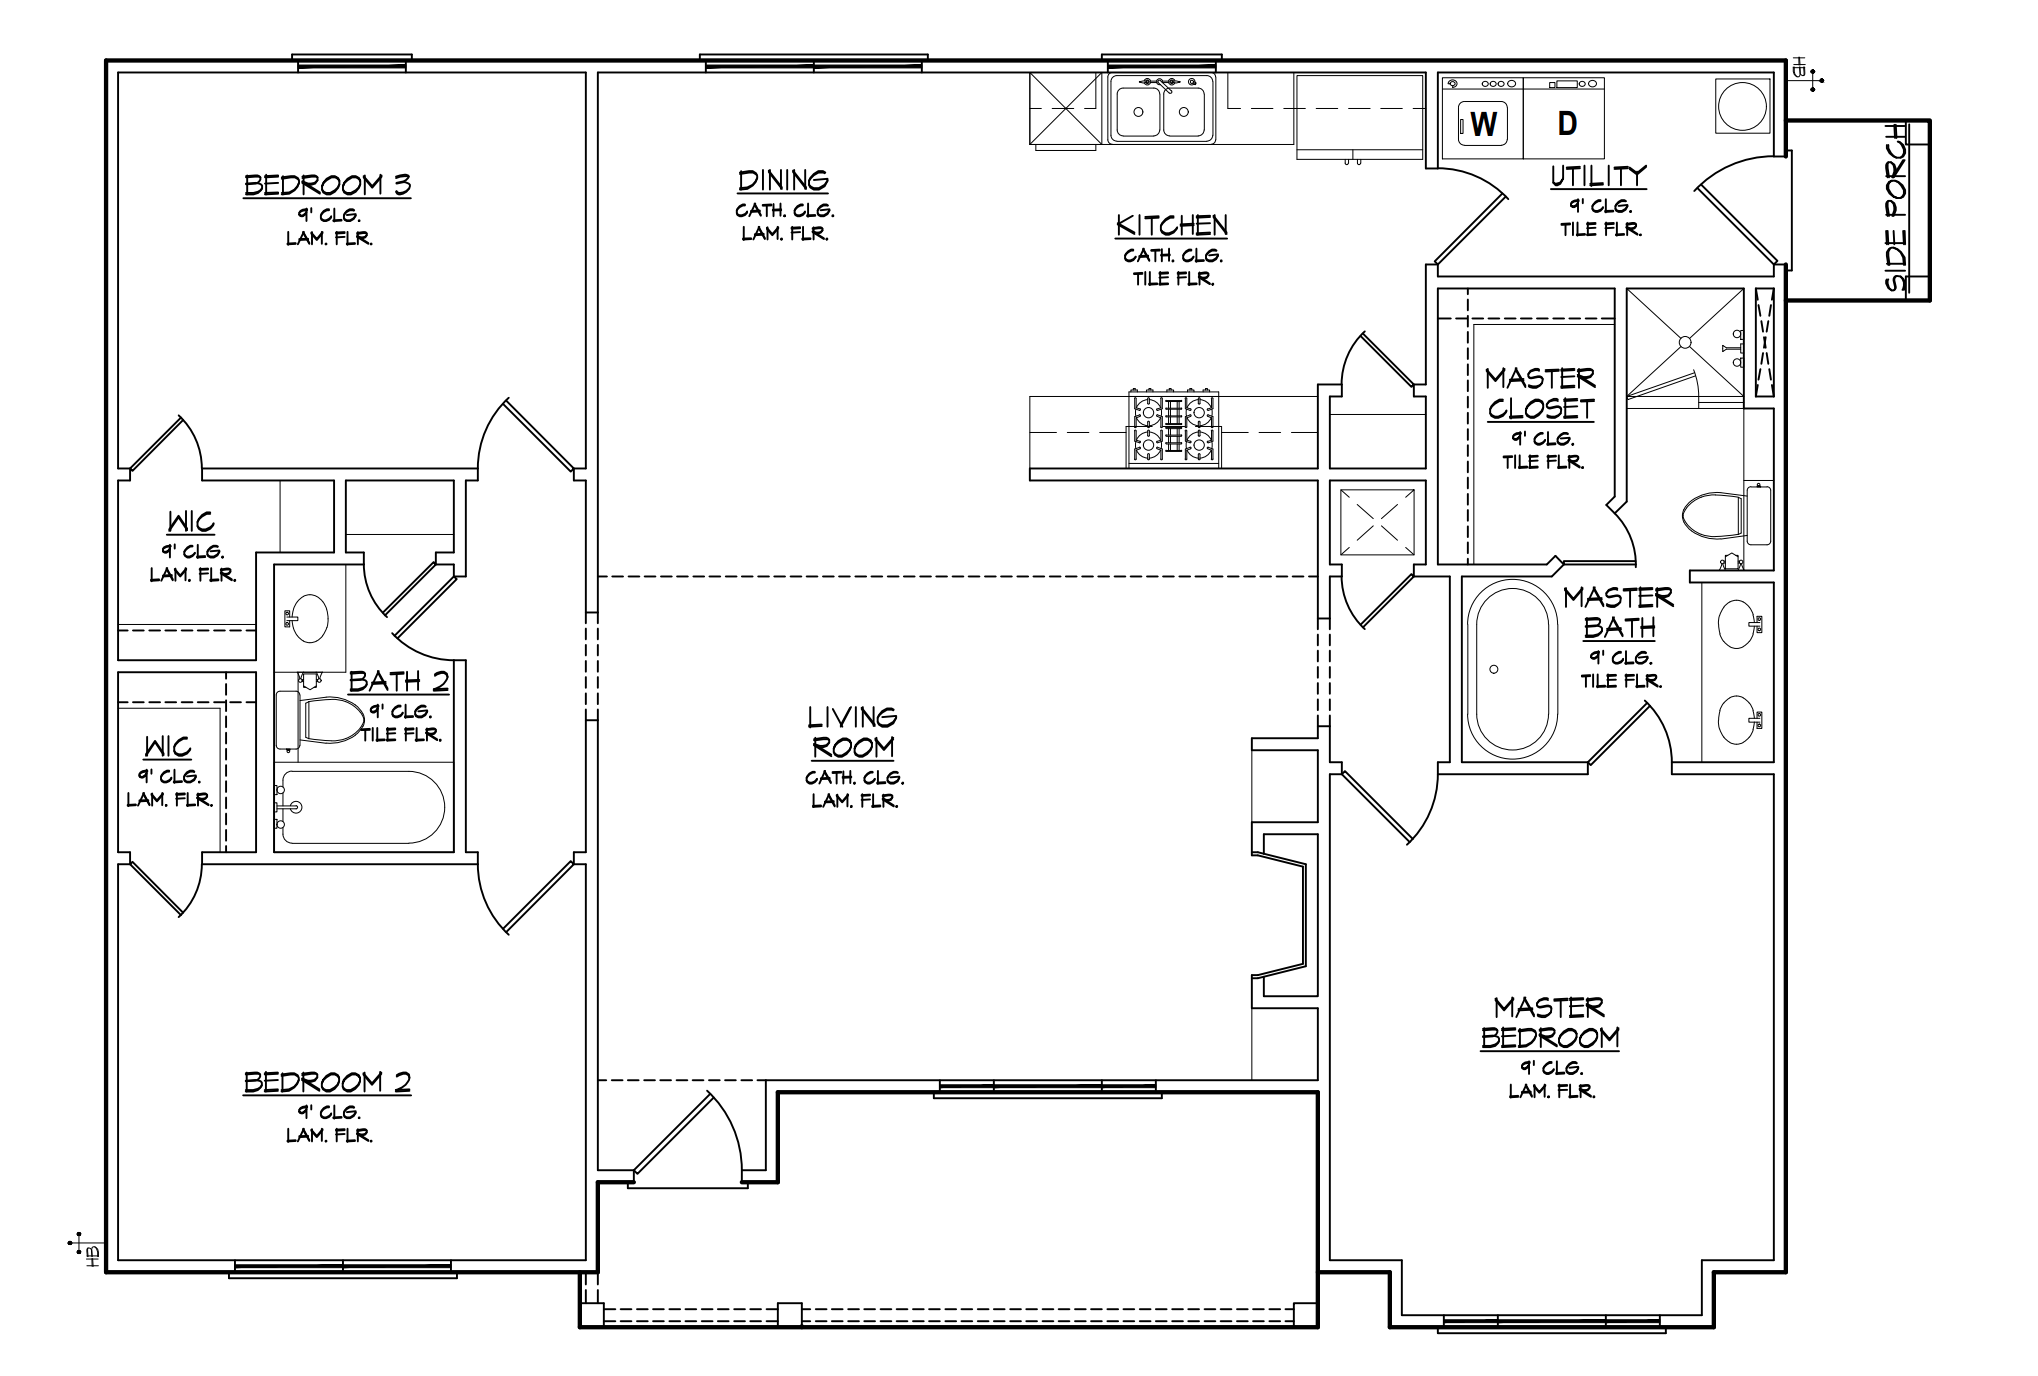 HB
W
D
SIDE PORCH
BEDROOM 3
9' CLG.
LAM. FLR.
DINING
CATH. CLG.
LAM. FLR.
KITCHEN
CATH. CLG.
TILE FLR.
UTILITY
9' CLG.
TILE FLR.
MASTER
CLOSET
9' CLG.
TILE FLR.
WIC
9' CLG.
LAM. FLR.
MASTER
BATH
9' CLG.
TILE FLR.
BATH 2
9' CLG.
TILE FLR.
WIC
9' CLG.
LAM. FLR.
LIVING
ROOM
CATH. CLG.
LAM. FLR.
MASTER
BEDROOM
9' CLG.
LAM. FLR.
BEDROOM 2
9' CLG.
LAM. FLR.
HB